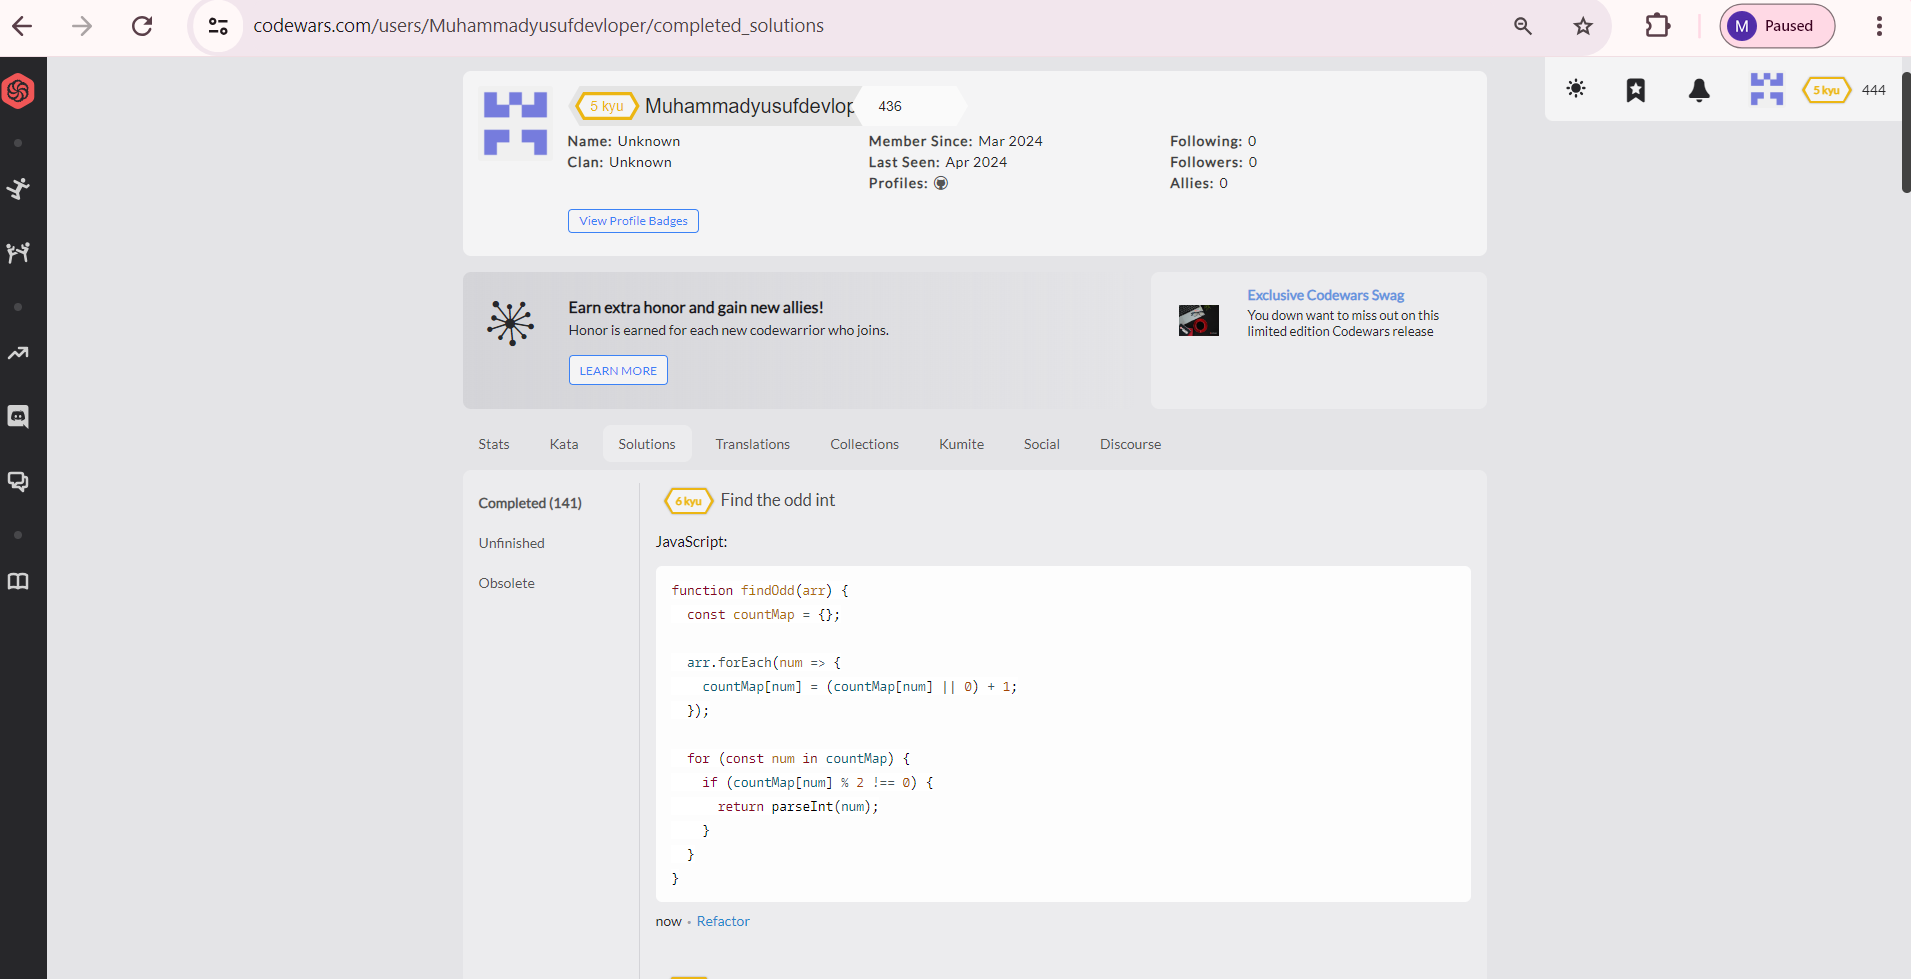 codewars.com/users/Muhammadyusufdevloper/completed_solutions
M Paused
5 kyu Muhammadyusufdevlop 436
5 kyu 444
Name: Unknown
Clan: Unknown
Member Since: Mar 2024
Last Seen: Apr 2024
Profiles:
Following: 0
Followers: 0
Allies: 0
View Profile Badges
Earn extra honor and gain new allies!
Honor is earned for each new codewarrior who joins.
LEARN MORE
Exclusive Codewars Swag
You down want to miss out on this
limited edition Codewars release
Stats Kata Solutions Translations Collections Kumite Social Discourse
Completed (141)
Unfinished
Obsolete
6 kyu Find the odd int
JavaScript:
function findOdd(arr) {
  const countMap = {};
  arr.forEach(num => {
    countMap[num] = (countMap[num] || 0) + 1;
  });
  for (const num in countMap) {
    if (countMap[num] % 2 !== 0) {
      return parseInt(num);
    }
  }
}
now • Refactor